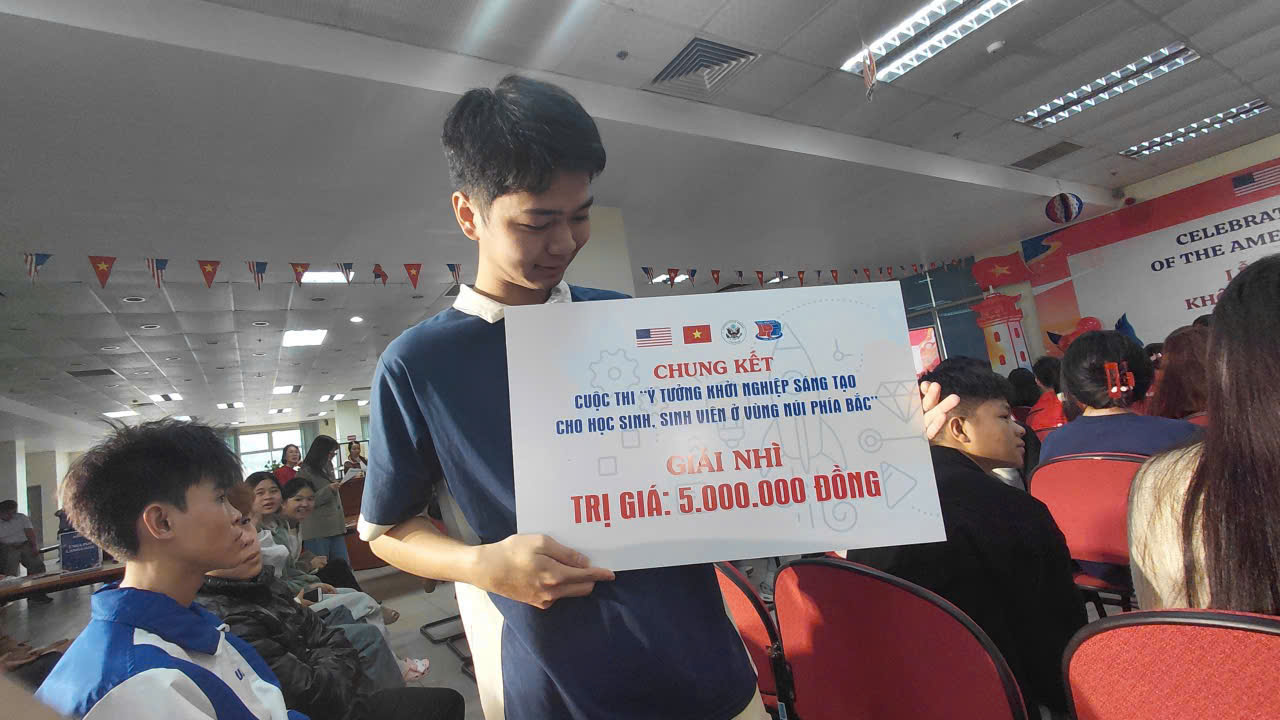 CHUNG KẾT
CUỘC THI "Ý TƯỞNG KHỞI NGHIỆP SÁNG TẠO
CHO HỌC SINH, SINH VIÊN Ở VÙNG NÚI PHÍA BẮC"
GIẢI NHÌ
TRỊ GIÁ: 5.000.000 ĐỒNG
CELEBRAT
OF THE AME
KHÔ